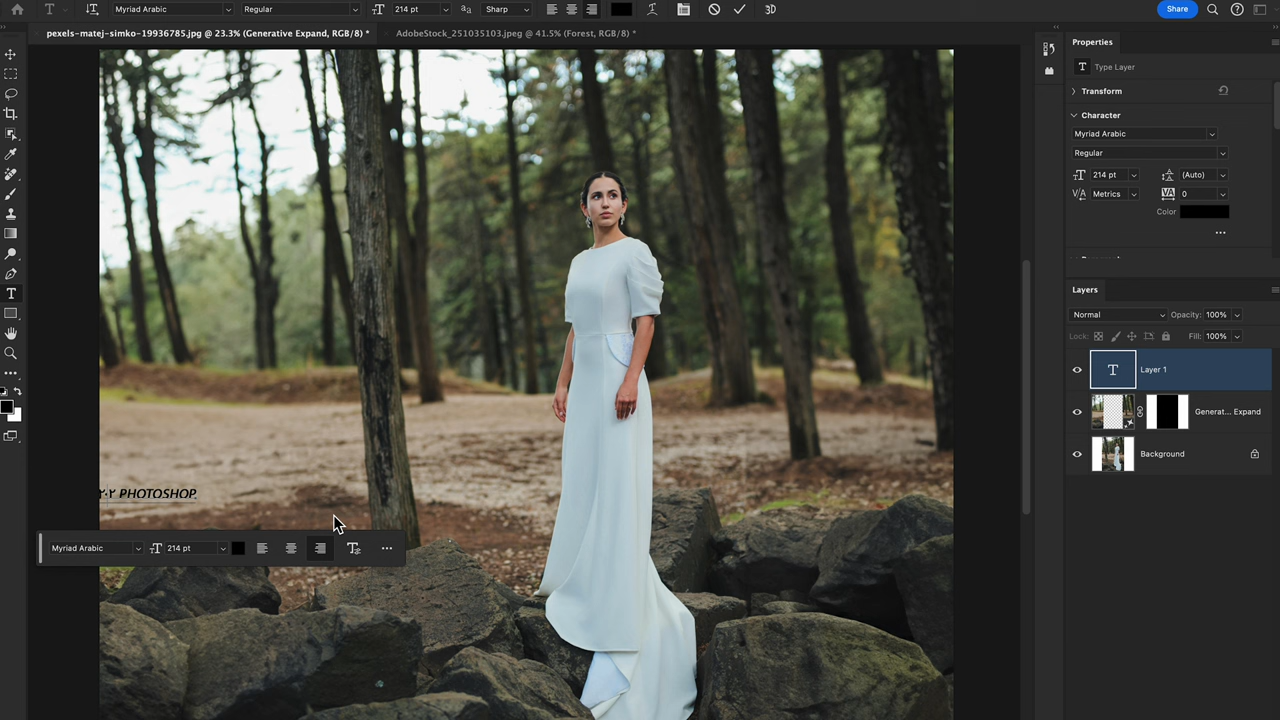 Myriad Arabic Regular 214 pt Sharp 3D Share
pexels-matej-simko-19936785.jpg @ 23.3% (Generative Expand, RGB/8) * AdobeStock_251035103.jpeg @ 41.5% (Forest, RGB/8) *
Properties
T Type Layer
Transform
Character
Myriad Arabic
Regular
214 pt (Auto)
Metrics 0
Color
Layers
Normal Opacity: 100%
Lock: Fill: 100%
T Layer 1
Generat... Expand
Background
PHOTOSHOP
Myriad Arabic 214 pt